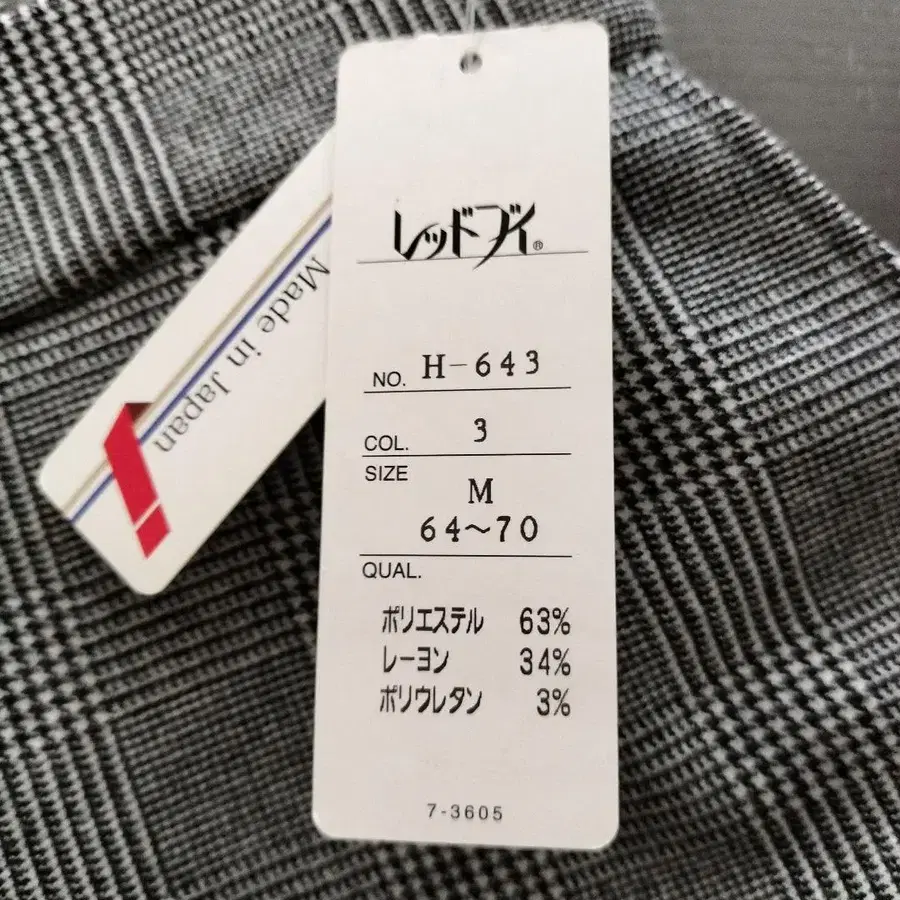 レッドブイ®
NO. H-643
COL. 3
SIZE
M
64～70
QUAL.
ポリエステル 63%
レーヨン 34%
ポリウレタン 3%
7-3605
Made in Japan